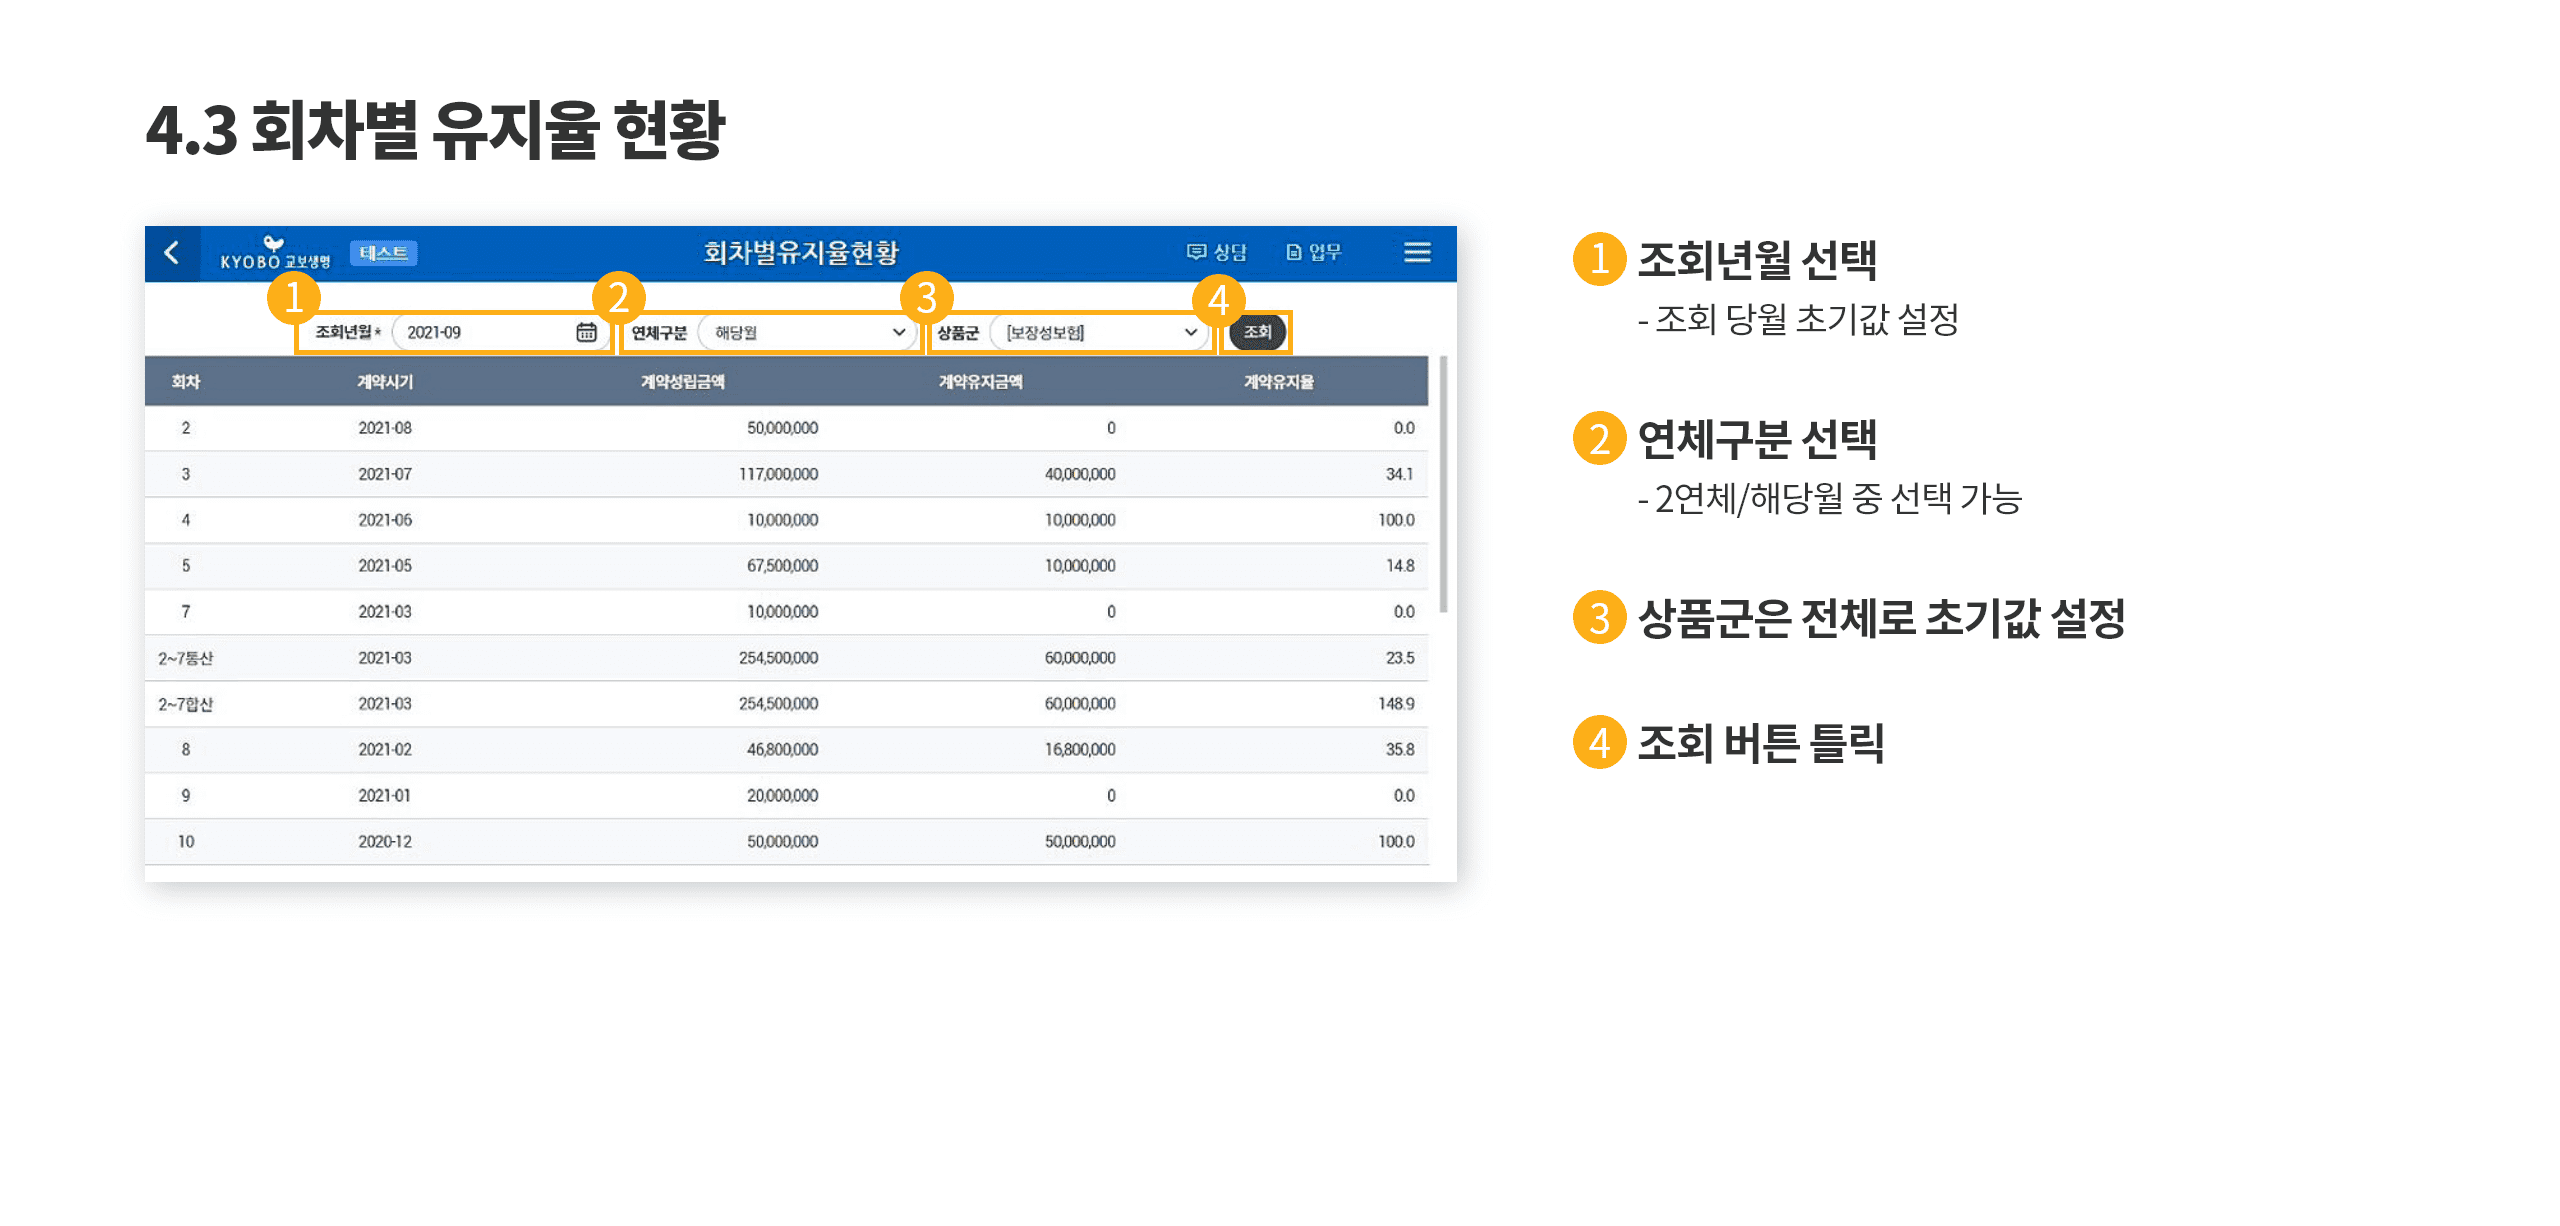 4.3 회차별 유지율 현황
KYOBO 교보생명 테스트 회차별유지율현황 상담 업무
1 2 3 4
조회년월* 2021-09 연체구분 해당월 상품군 [보장성보험] 조회
회차 계약시기 계약성립금액 계약유지금액 계약유지율
2 2021-08 50,000,000 0 0.0
3 2021-07 117,000,000 40,000,000 34.1
4 2021-06 10,000,000 10,000,000 100.0
5 2021-05 67,500,000 10,000,000 14.8
7 2021-03 10,000,000 0 0.0
2~7통산 2021-03 254,500,000 60,000,000 23.5
2~7합산 2021-03 254,500,000 60,000,000 148.9
8 2021-02 46,800,000 16,800,000 35.8
9 2021-01 20,000,000 0 0.0
10 2020-12 50,000,000 50,000,000 100.0
1 조회년월 선택
- 조회 당월 초기값 설정
2 연체구분 선택
- 2연체/해당월 중 선택 가능
3 상품군은 전체로 초기값 설정
4 조회 버튼 틀릭